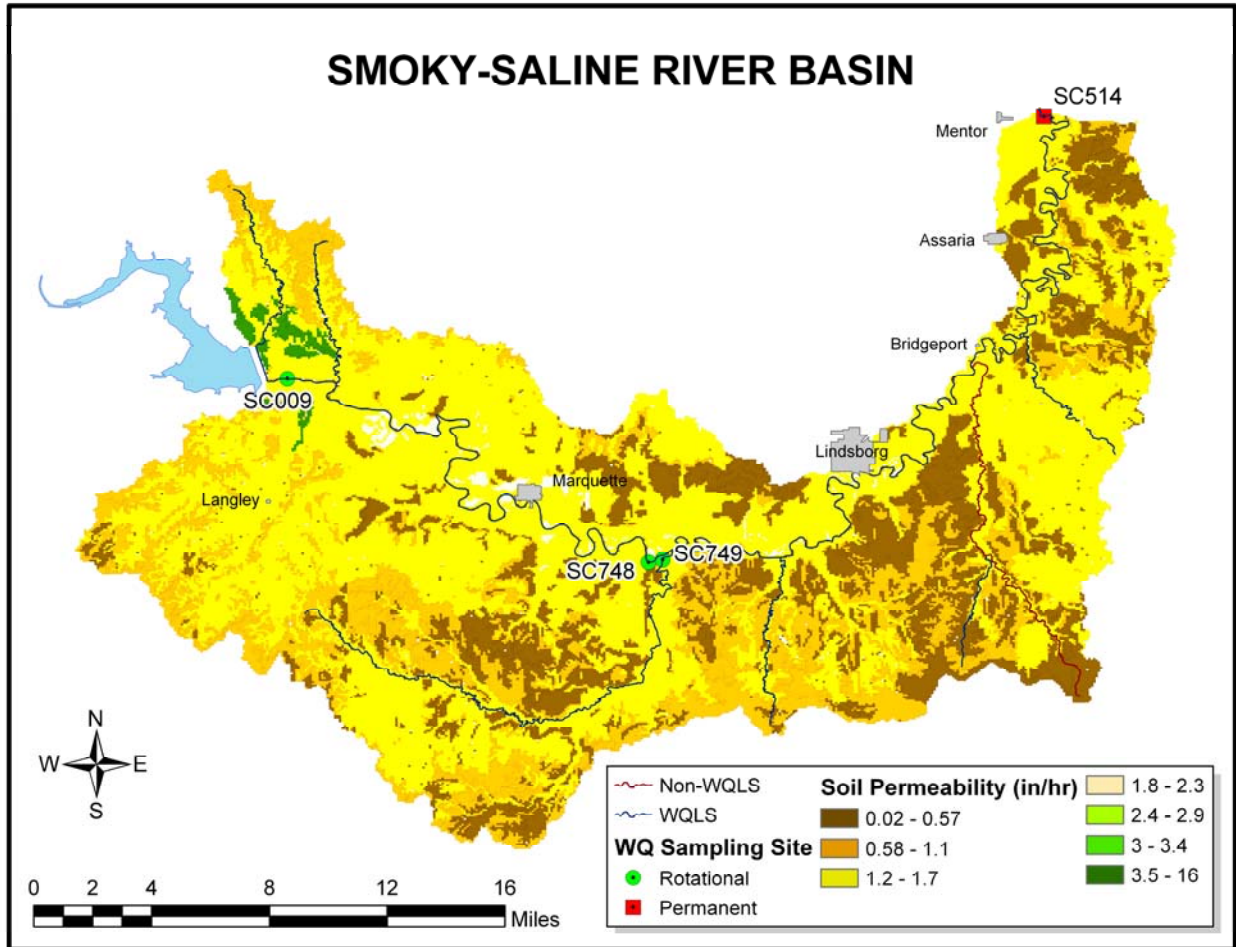 SMOKY-SALINE RIVER BASIN
SC514
Mentor
Assaria
Bridgeport
SC009
Lindsborg
Langley
Marquette
SC748
SC749
N
W E
S
0 2 4 8 12 16
Miles
Non-WQLS
WQLS
WQ Sampling Site
Rotational
Permanent
Soil Permeability (in/hr)
0.02 - 0.57
0.58 - 1.1
1.2 - 1.7
1.8 - 2.3
2.4 - 2.9
3 - 3.4
3.5 - 16